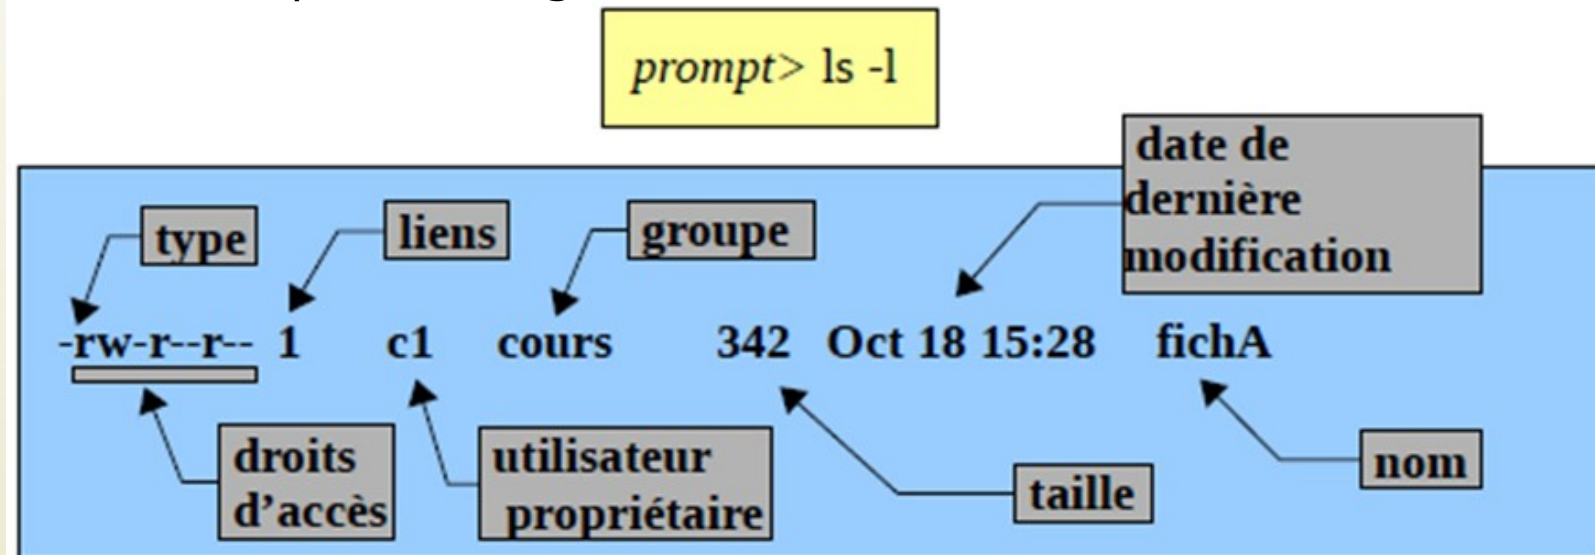 prompt> ls -l
date de
dernière
modification
type
liens
groupe
-rw-r--r-- 1 c1 cours 342 Oct 18 15:28 fichA
droits
d’accès
utilisateur
propriétaire
taille
nom